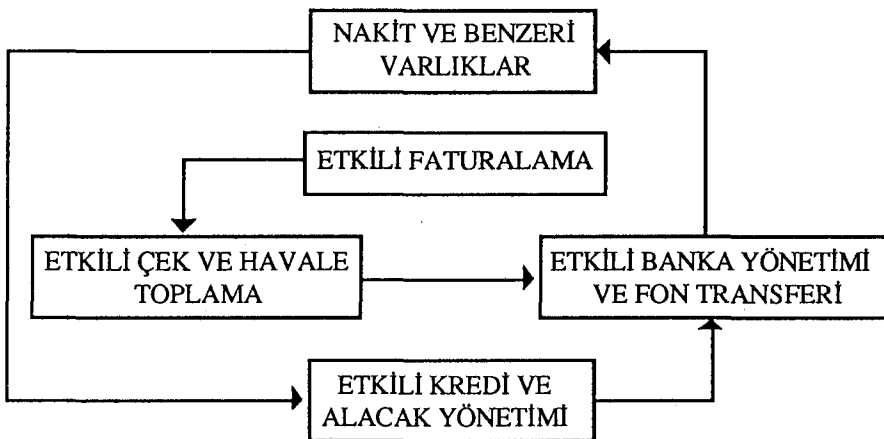 NAKİT VE BENZERİ
VARLIKLAR
ETKİLİ FATURALAMA
ETKİLİ ÇEK VE HAVALE
TOPLAMA
ETKİLİ BANKA YÖNETİMİ
VE FON TRANSFERİ
ETKİLİ KREDİ VE
ALACAK YÖNETİMİ